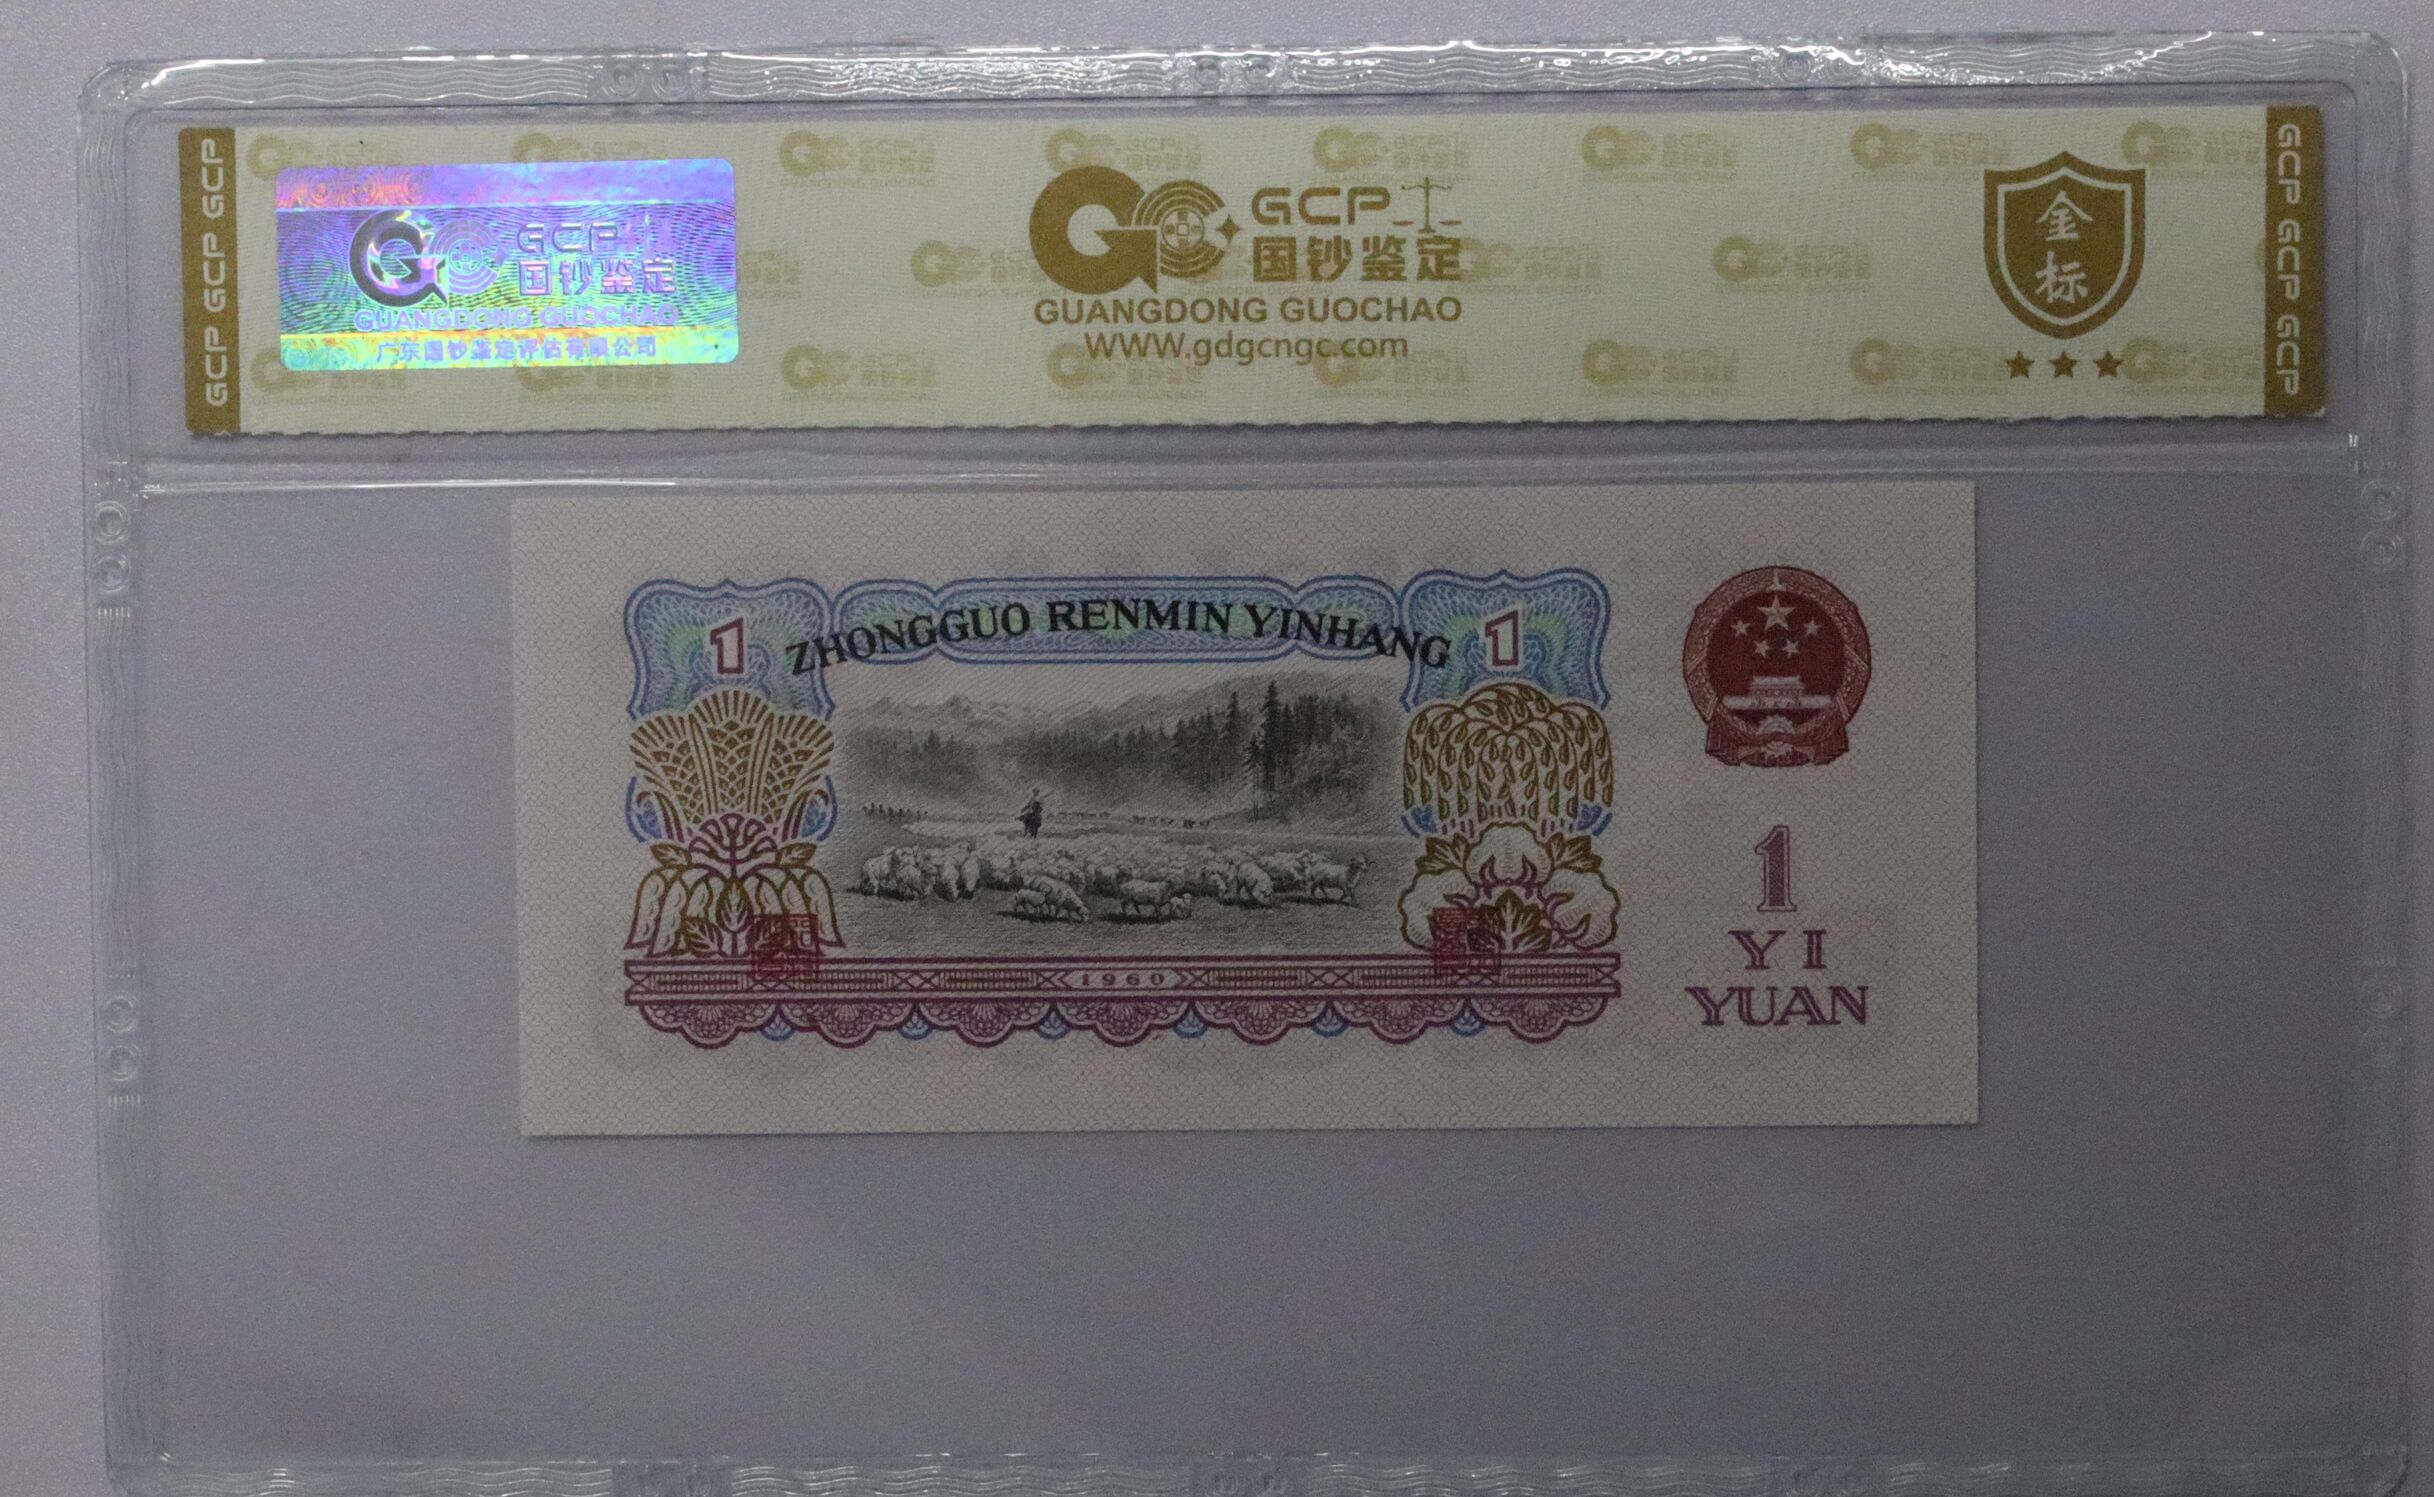 GCP GCP GCP
GCP
国钞鉴定
GUANGDONG GUOCHAO
广东国钞鉴定评估有限公司
GCP
国钞鉴定
GUANGDONG GUOCHAO
www.gdgcngc.com
金
标
GCP GCP GCP
ZHONGGUO RENMIN YINHANG
1
1
1960
1
YI
YUAN